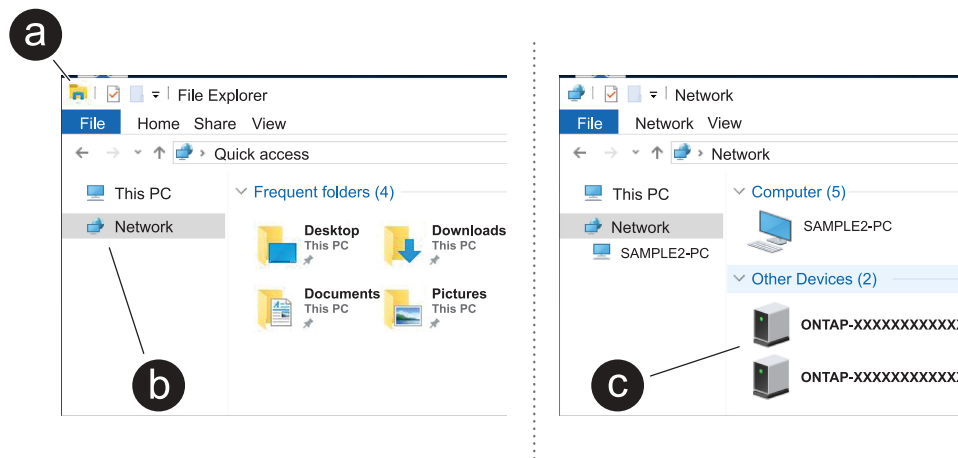 a
File Explorer
File Home Share View
Quick access
This PC
Network
Frequent folders (4)
Desktop
This PC
Downloads
This PC
Documents
This PC
Pictures
This PC
b
Network
File Network View
Network
This PC
Network
SAMPLE2-PC
Computer (5)
SAMPLE2-PC
Other Devices (2)
ONTAP-XXXXXXXXXXX
ONTAP-XXXXXXXXXXX
c